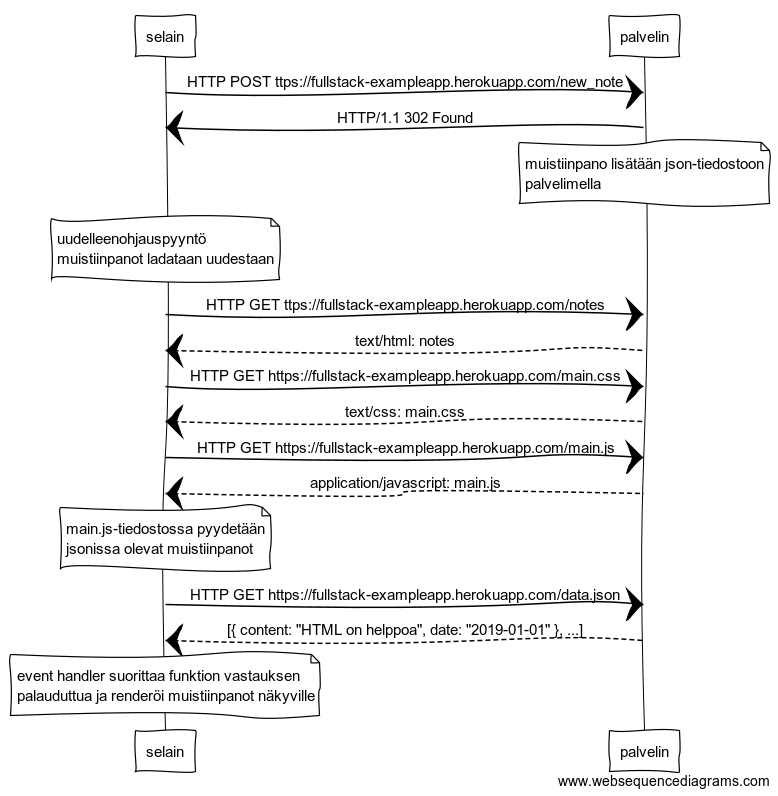 selain
palvelin
HTTP POST ttps://fullstack-exampleapp.herokuapp.com/new_note
HTTP/1.1 302 Found
muistiinpano lisätään json-tiedostoon
palvelimella
uudelleenohjauspyyntö
muistiinpanot ladataan uudestaan
HTTP GET ttps://fullstack-exampleapp.herokuapp.com/notes
text/html: notes
HTTP GET https://fullstack-exampleapp.herokuapp.com/main.css
text/css: main.css
HTTP GET https://fullstack-exampleapp.herokuapp.com/main.js
application/javascript: main.js
main.js-tiedostossa pyydetään
jsonissa olevat muistiinpanot
HTTP GET https://fullstack-exampleapp.herokuapp.com/data.json
[{ content: "HTML on helppoa", date: "2019-01-01" }, ...]
event handler suorittaa funktion vastauksen
palauduttua ja renderöi muistiinpanot näkyville
selain
palvelin
www.websequencediagrams.com